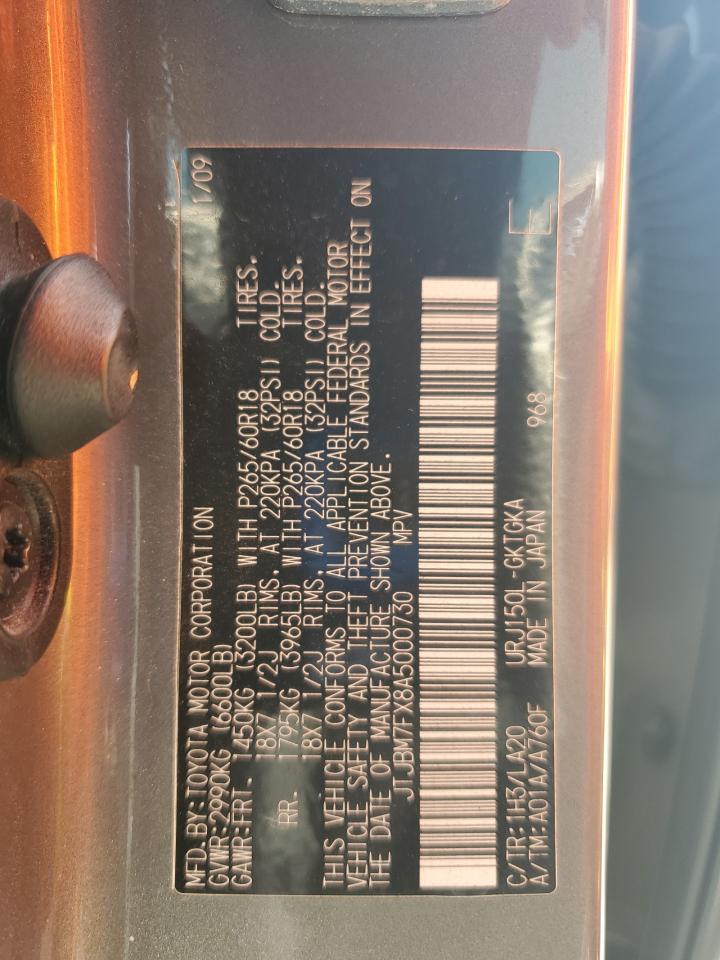 MFD.BY:TOYOTA MOTOR CORPORATION 11/09
GVWR:2990KG (6600LB)
GAWR:FRT. 1450KG (3200LB) WITH P265/60R18 TIRES.
18X7 1/2J RIMS. AT 220KPA (32PSI) COLD.
RR. 1795KG (3965LB) WITH P265/60R18 TIRES.
18X7 1/2J RIMS. AT 220KPA (32PSI) COLD.
THIS VEHICLE CONFORMS TO ALL APPLICABLE FEDERAL MOTOR
VEHICLE SAFETY AND THEFT PREVENTION STANDARDS IN EFFECT ON
THE DATE OF MANUFACTURE SHOWN ABOVE.
JTJBM7FX8A5000730 MPV
C/TR:1H3/LA20 URJ150L-GKTGKA E
A/TM:A01A/A760F MADE IN JAPAN 968